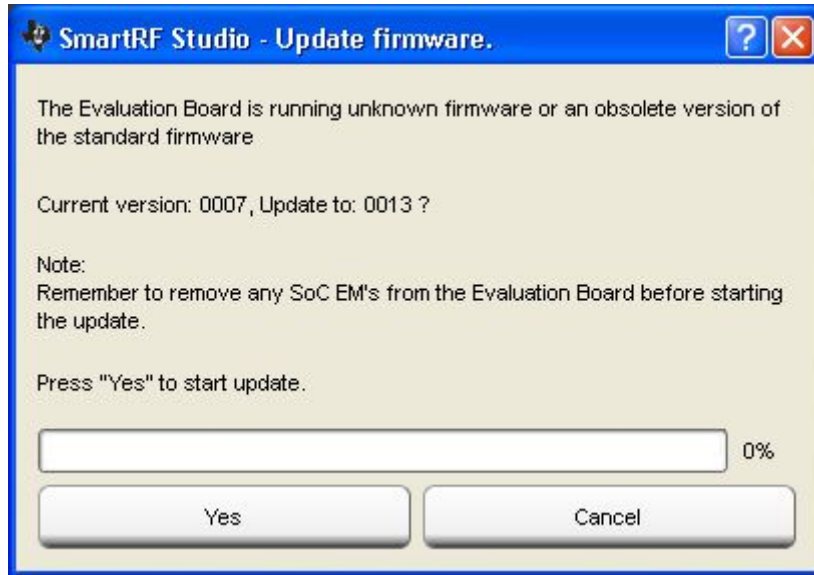 SmartRF Studio - Update firmware.
The Evaluation Board is running unknown firmware or an obsolete version of
the standard firmware
Current version: 0007, Update to: 0013 ?
Note:
Remember to remove any SoC EM's from the Evaluation Board before starting
the update.
Press "Yes" to start update.
0%
Yes
Cancel